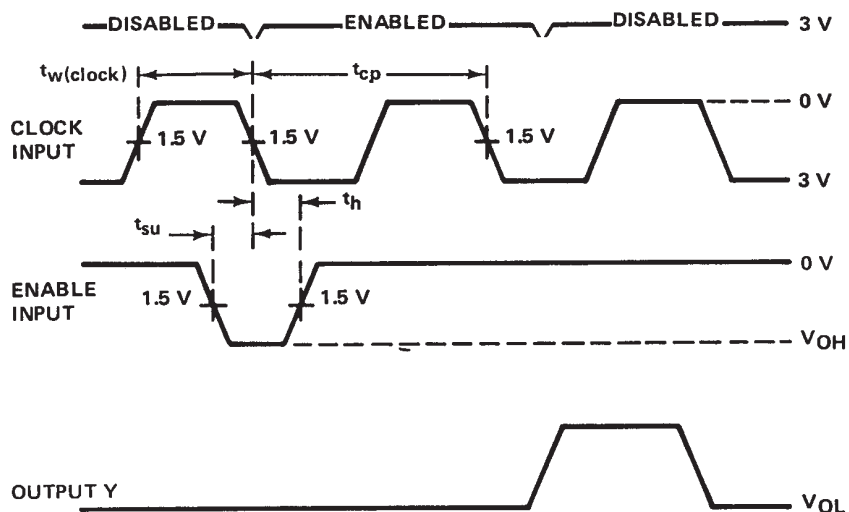 DISABLED ENABLED DISABLED 3 V
tw(clock) tcp
0 V
CLOCK INPUT 1.5 V 1.5 V 1.5 V
3 V
th
tsu
0 V
ENABLE INPUT 1.5 V 1.5 V
VOH
OUTPUT Y
VOL